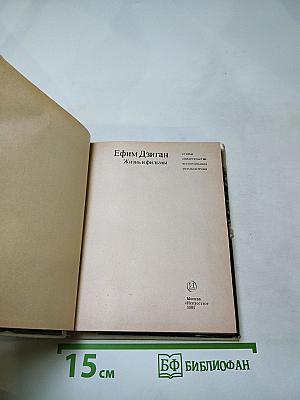 Ефим Дзиган
Жизнь и фильмы
Москва
«Искусство»
1981
15 см
БФ БИБЛИОФАН